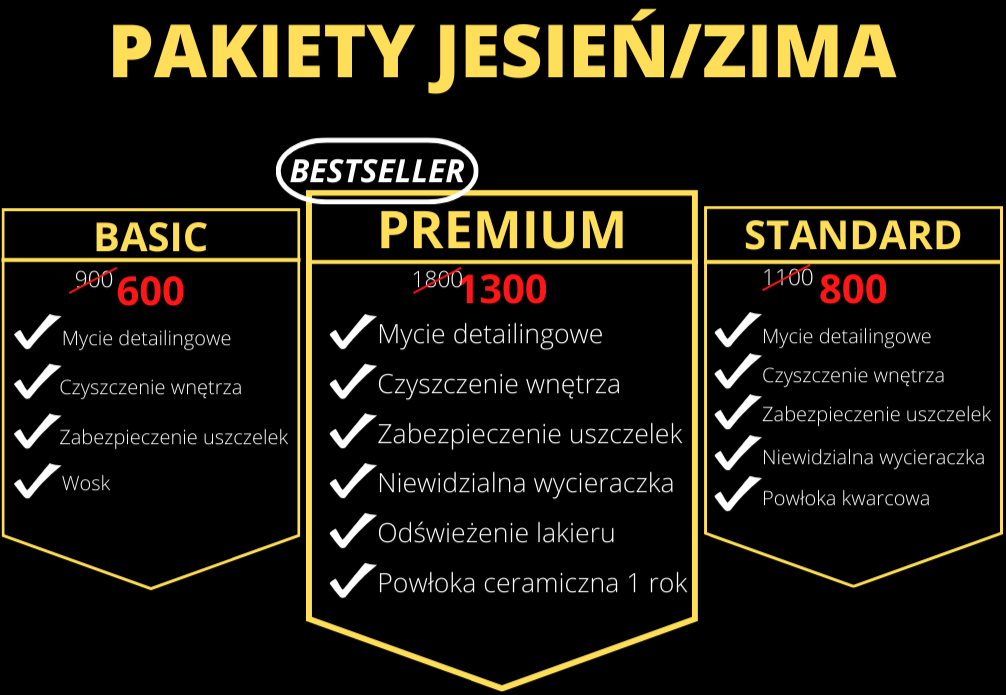 PAKIETY JESIEŃ/ZIMA
BASIC
900 600
Mycie detailingowe
Czyszczenie wnętrza
Zabezpieczenie uszczelek
Wosk
BESTSELLER
PREMIUM
1800 1300
Mycie detailingowe
Czyszczenie wnętrza
Zabezpieczenie uszczelek
Niewidzialna wycieraczka
Odświeżenie lakieru
Powłoka ceramiczna 1 rok
STANDARD
1100 800
Mycie detailingowe
Czyszczenie wnętrza
Zabezpieczenie uszczelek
Niewidzialna wycieraczka
Powłoka kwarcowa